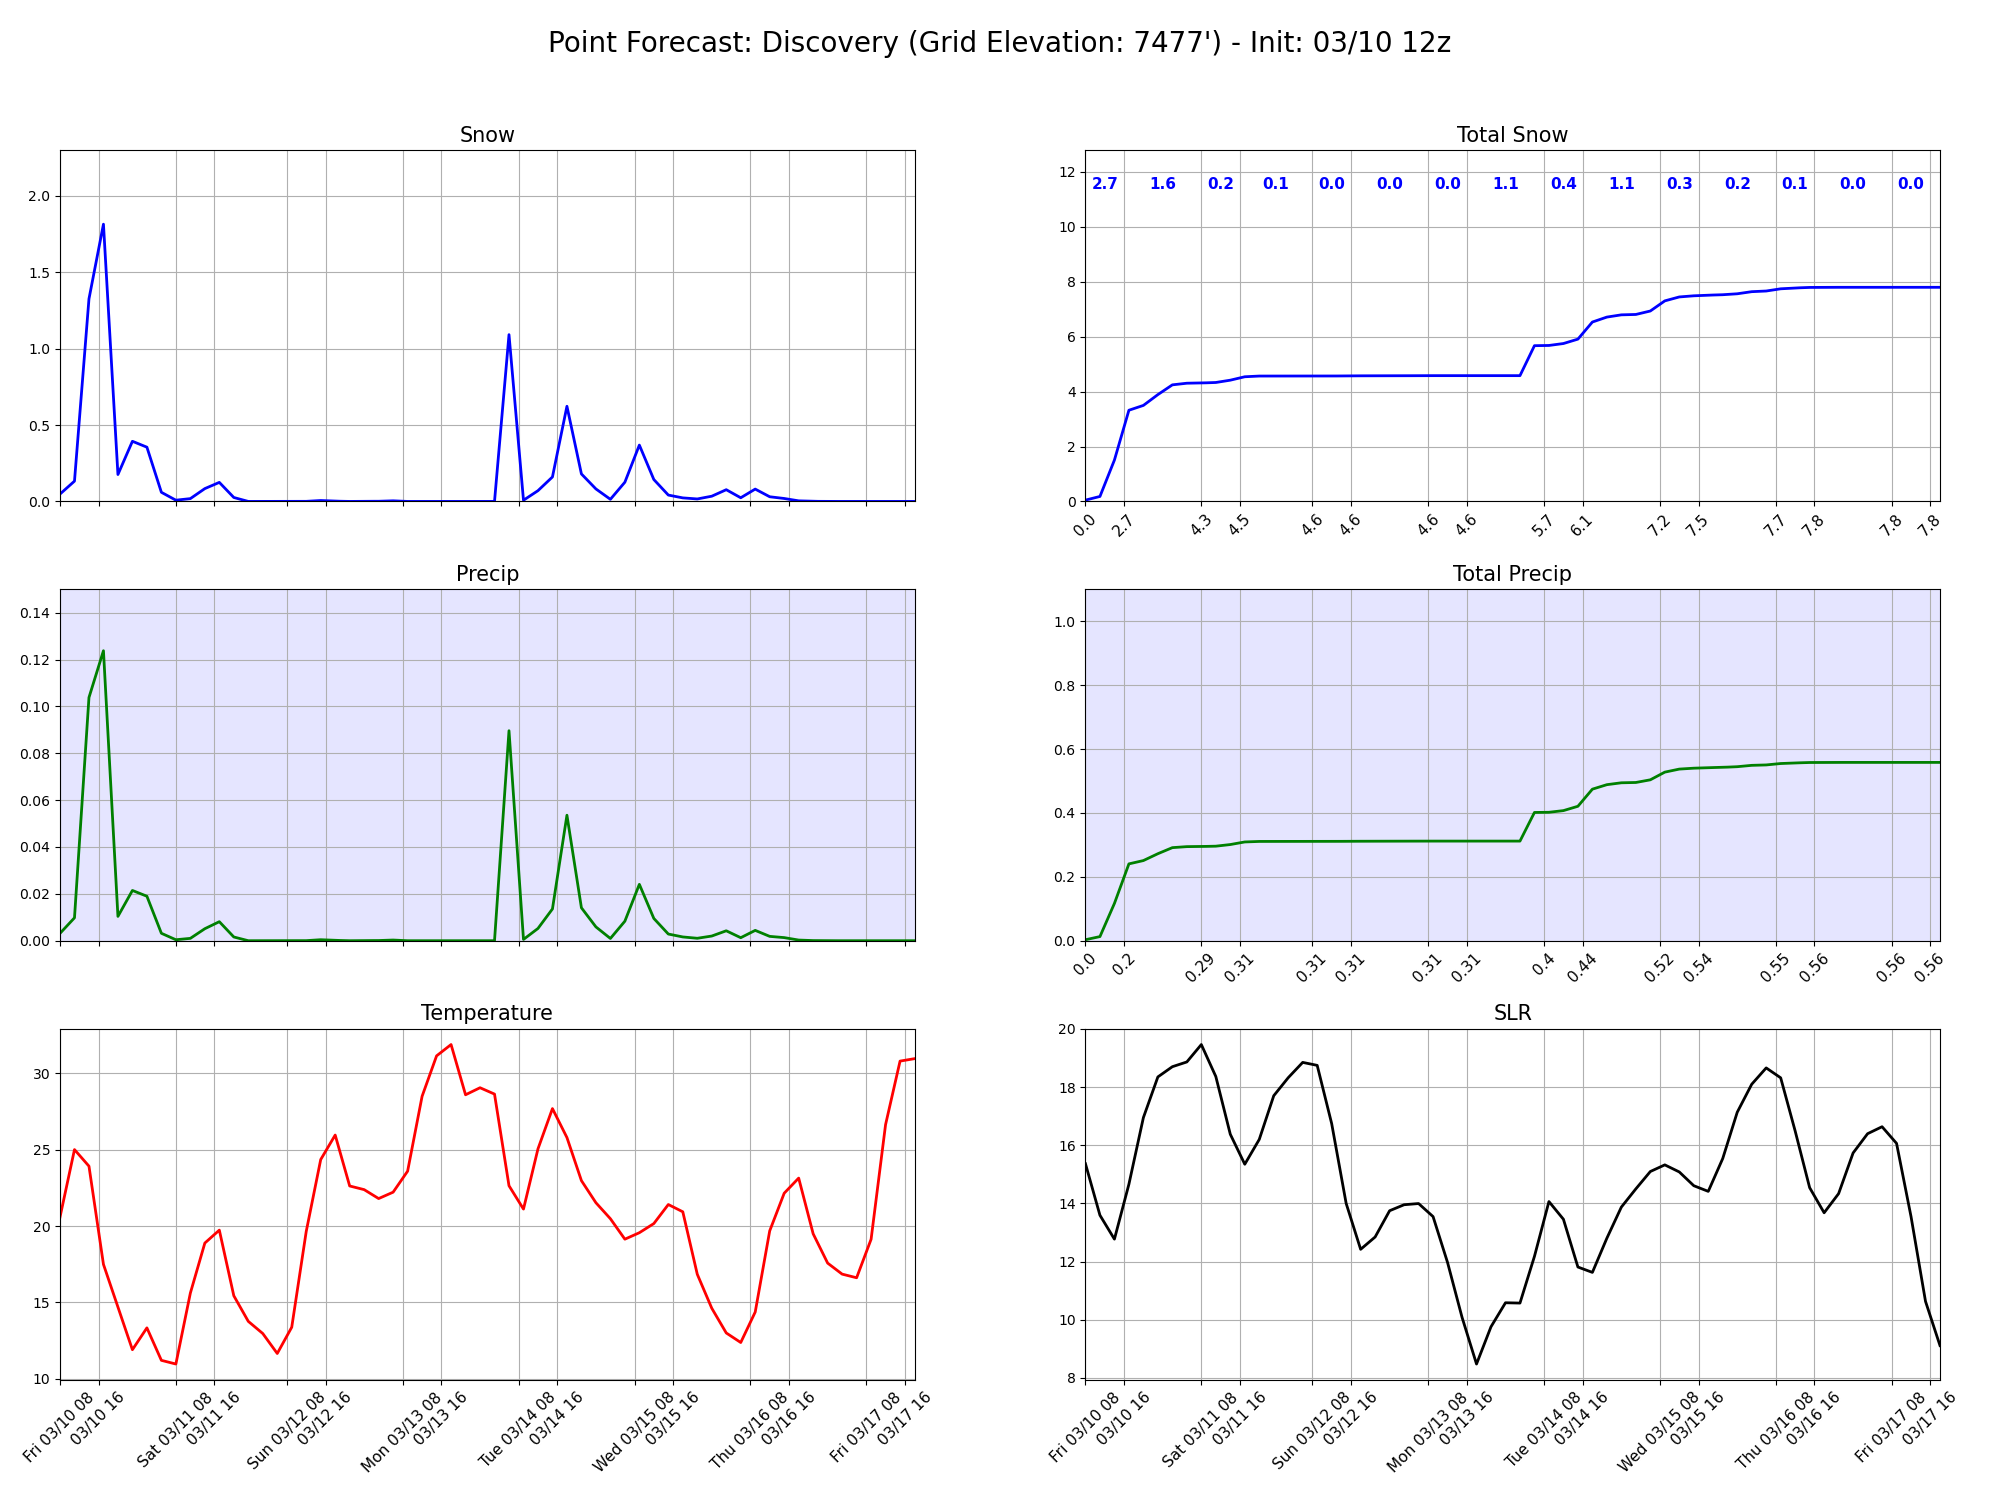 Point Forecast: Discovery (Grid Elevation: 7477') - Init: 03/10 12z
Snow
2.0
1.5
1.0
0.5
0.0
Total Snow
12
10
8
6
4
2
0
2.7 1.6 0.2 0.1 0.0 0.0 0.0 1.1 0.4 1.1 0.3 0.2 0.1 0.0 0.0
0.0 2.7 4.3 4.5 4.6 4.6 4.6 4.6 5.7 6.1 7.2 7.5 7.7 7.8 7.8 7.8
Precip
0.14
0.12
0.10
0.08
0.06
0.04
0.02
0.00
Total Precip
1.0
0.8
0.6
0.4
0.2
0.0
0.0 0.2 0.29 0.31 0.31 0.31 0.31 0.31 0.4 0.44 0.52 0.54 0.55 0.56 0.56 0.56
Temperature
30
25
20
15
10
Fri 03/10 08
03/10 16
Sat 03/11 08
03/11 16
Sun 03/12 08
03/12 16
Mon 03/13 08
03/13 16
Tue 03/14 08
03/14 16
Wed 03/15 08
03/15 16
Thu 03/16 08
03/16 16
Fri 03/17 08
03/17 16
SLR
20
18
16
14
12
10
8
Fri 03/10 08
03/10 16
Sat 03/11 08
03/11 16
Sun 03/12 08
03/12 16
Mon 03/13 08
03/13 16
Tue 03/14 08
03/14 16
Wed 03/15 08
03/15 16
Thu 03/16 08
03/16 16
Fri 03/17 08
03/17 16